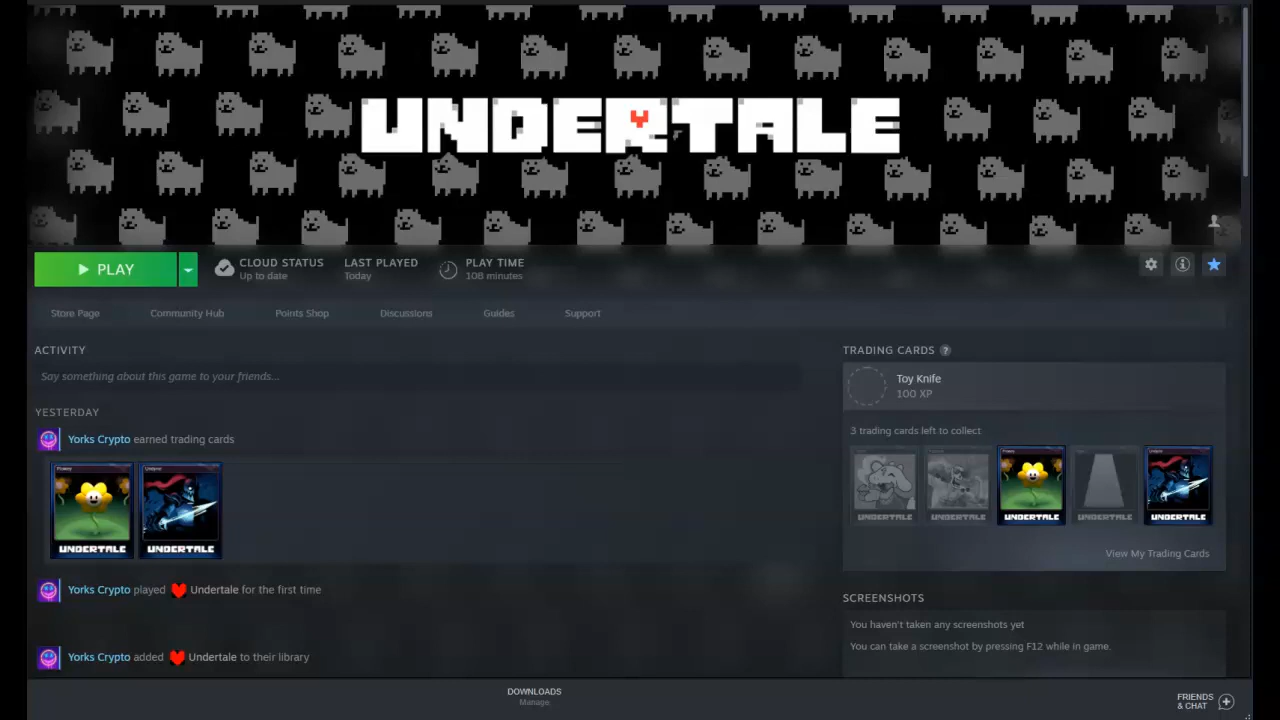 UNDERTALE
PLAY
CLOUD STATUS
Up to date
LAST PLAYED
Today
PLAY TIME
108 minutes
Store Page
Community Hub
Points Shop
Discussions
Guides
Support
ACTIVITY
Say something about this game to your friends...
YESTERDAY
Yorks Crypto earned trading cards
Flowey
UNDERTALE
Undyne
UNDERTALE
Yorks Crypto played Undertale for the first time
Yorks Crypto added Undertale to their library
TRADING CARDS ?
Toy Knife
100 XP
3 trading cards left to collect
UNDERTALE
UNDERTALE
Flowey
UNDERTALE
UNDERTALE
Undyne
UNDERTALE
View My Trading Cards
SCREENSHOTS
You haven't taken any screenshots yet
You can take a screenshot by pressing F12 while in game.
DOWNLOADS
Manage
FRIENDS
& CHAT